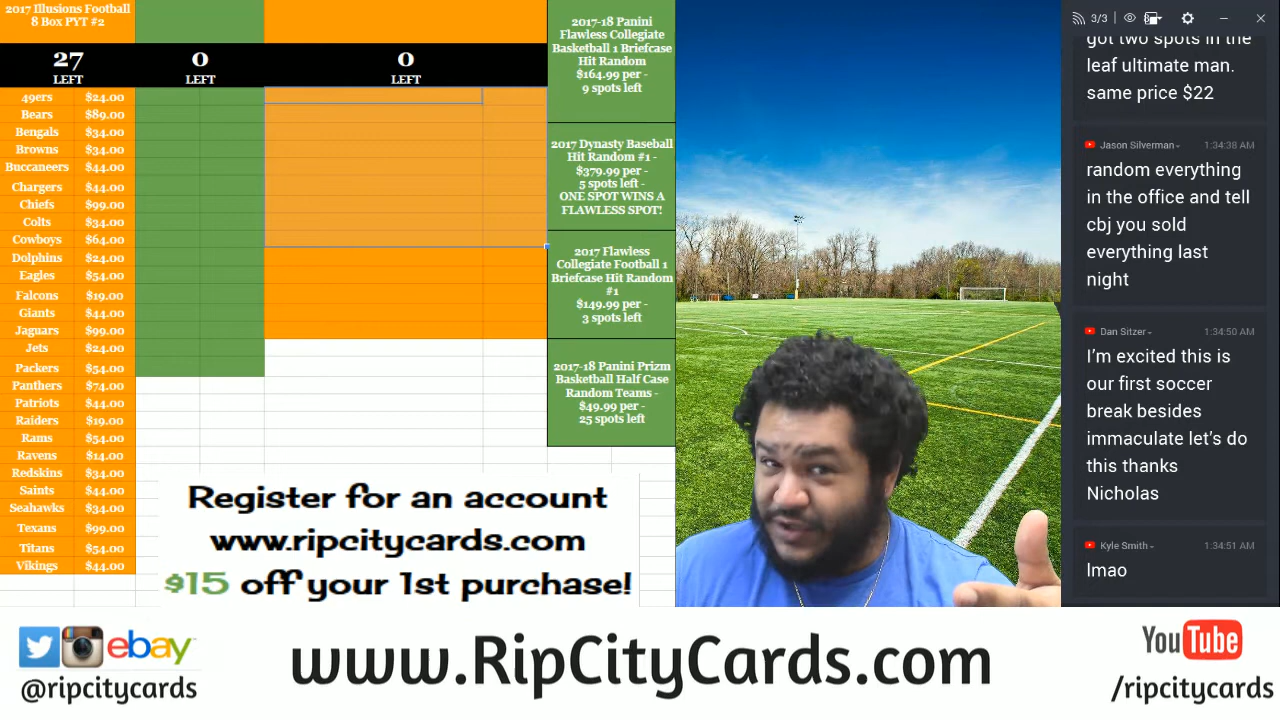 2017 Illusions Football
8 Box PYT #2
27
LEFT
0
LEFT
0
LEFT
49ers $24.00
Bears $89.00
Bengals $34.00
Browns $34.00
Buccaneers $44.00
Chargers $44.00
Chiefs $99.00
Colts $34.00
Cowboys $64.00
Dolphins $24.00
Eagles $54.00
Falcons $19.00
Giants $44.00
Jaguars $99.00
Jets $24.00
Packers $54.00
Panthers $74.00
Patriots $44.00
Raiders $19.00
Rams $54.00
Ravens $14.00
Redskins $34.00
Saints $44.00
Seahawks $34.00
Texans $99.00
Titans $54.00
Vikings $44.00
2017-18 Panini
Flawless Collegiate
Basketball 1 Briefcase
Hit Random
$164.99 per -
9 spots left
2017 Dynasty Baseball
Hit Random #1 -
$379.99 per -
5 spots left -
ONE SPOT WINS A
FLAWLESS SPOT!
2017 Flawless
Collegiate Football 1
Briefcase Hit Random
#1
$149.99 per -
3 spots left
2017-18 Panini Prizm
Basketball Half Case
Random Teams -
$49.99 per -
25 spots left
Register for an account
www.ripcitycards.com
$15 off your 1st purchase!
3/3
got two spots in the
leaf ultimate man.
same price $22
Jason Silverman 1:34:38 AM
random everything
in the office and tell
cbj you sold
everything last
night
Dan Sitzer 1:34:50 AM
I'm excited this is
our first soccer
break besides
immaculate let's do
this thanks
Nicholas
Kyle Smith 1:34:51 AM
lmao
ebay
@ripcitycards
www.RipCityCards.com
YouTube
/ripcitycards